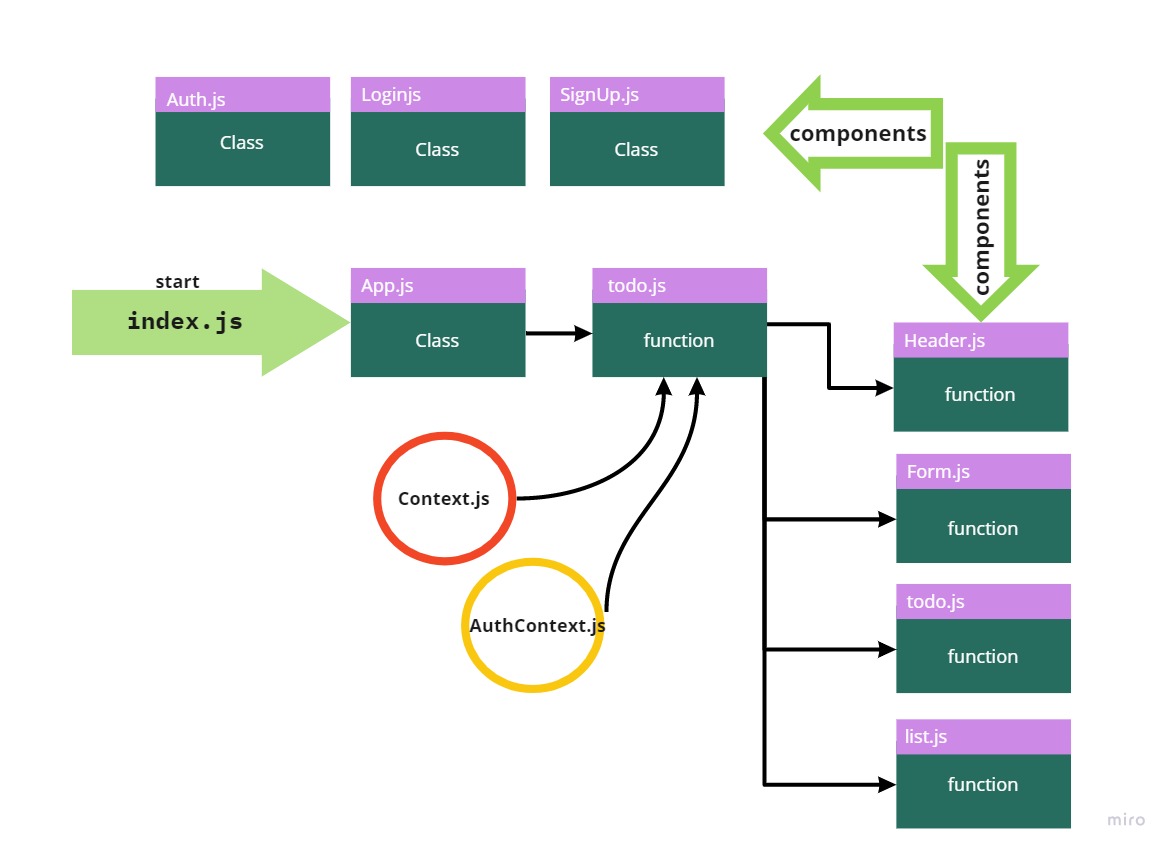 Auth.js
Class
Loginjs
Class
SignUp.js
Class
components
components
start
index.js
App.js
Class
todo.js
function
Header.js
function
Context.js
Form.js
function
AuthContext.js
todo.js
function
list.js
function
miro